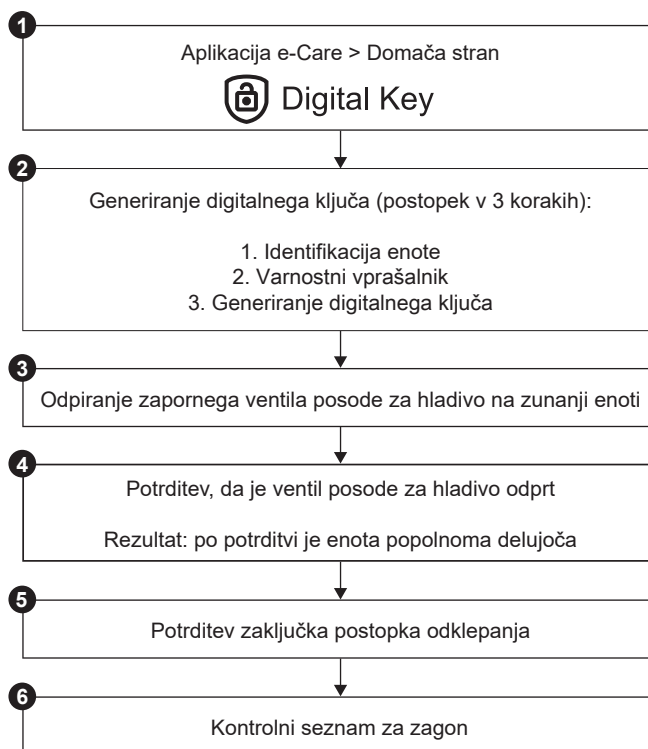 1
Aplikacija e-Care > Domača stran
Digital Key
2
Generiranje digitalnega ključa (postopek v 3 korakih):
1. Identifikacija enote
2. Varnostni vprašalnik
3. Generiranje digitalnega ključa
3
Odpiranje zapornega ventila posode za hladivo na zunanji enoti
4
Potrditev, da je ventil posode za hladivo odprt
Rezultat: po potrditvi je enota popolnoma delujoča
5
Potrditev zaključka postopka odklepanja
6
Kontrolni seznam za zagon